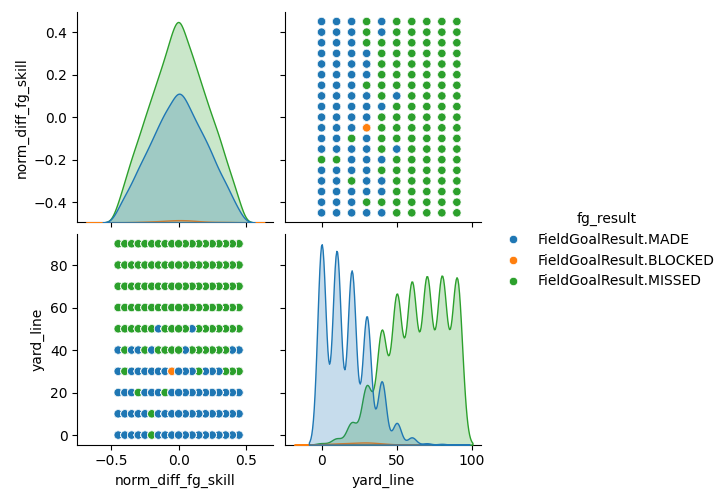 norm_diff_fg_skill
0.4
0.2
0.0
−0.2
−0.4
yard_line
80
60
40
20
0
−0.5
0.0
0.5
norm_diff_fg_skill
0
50
100
yard_line
fg_result
FieldGoalResult.MADE
FieldGoalResult.BLOCKED
FieldGoalResult.MISSED